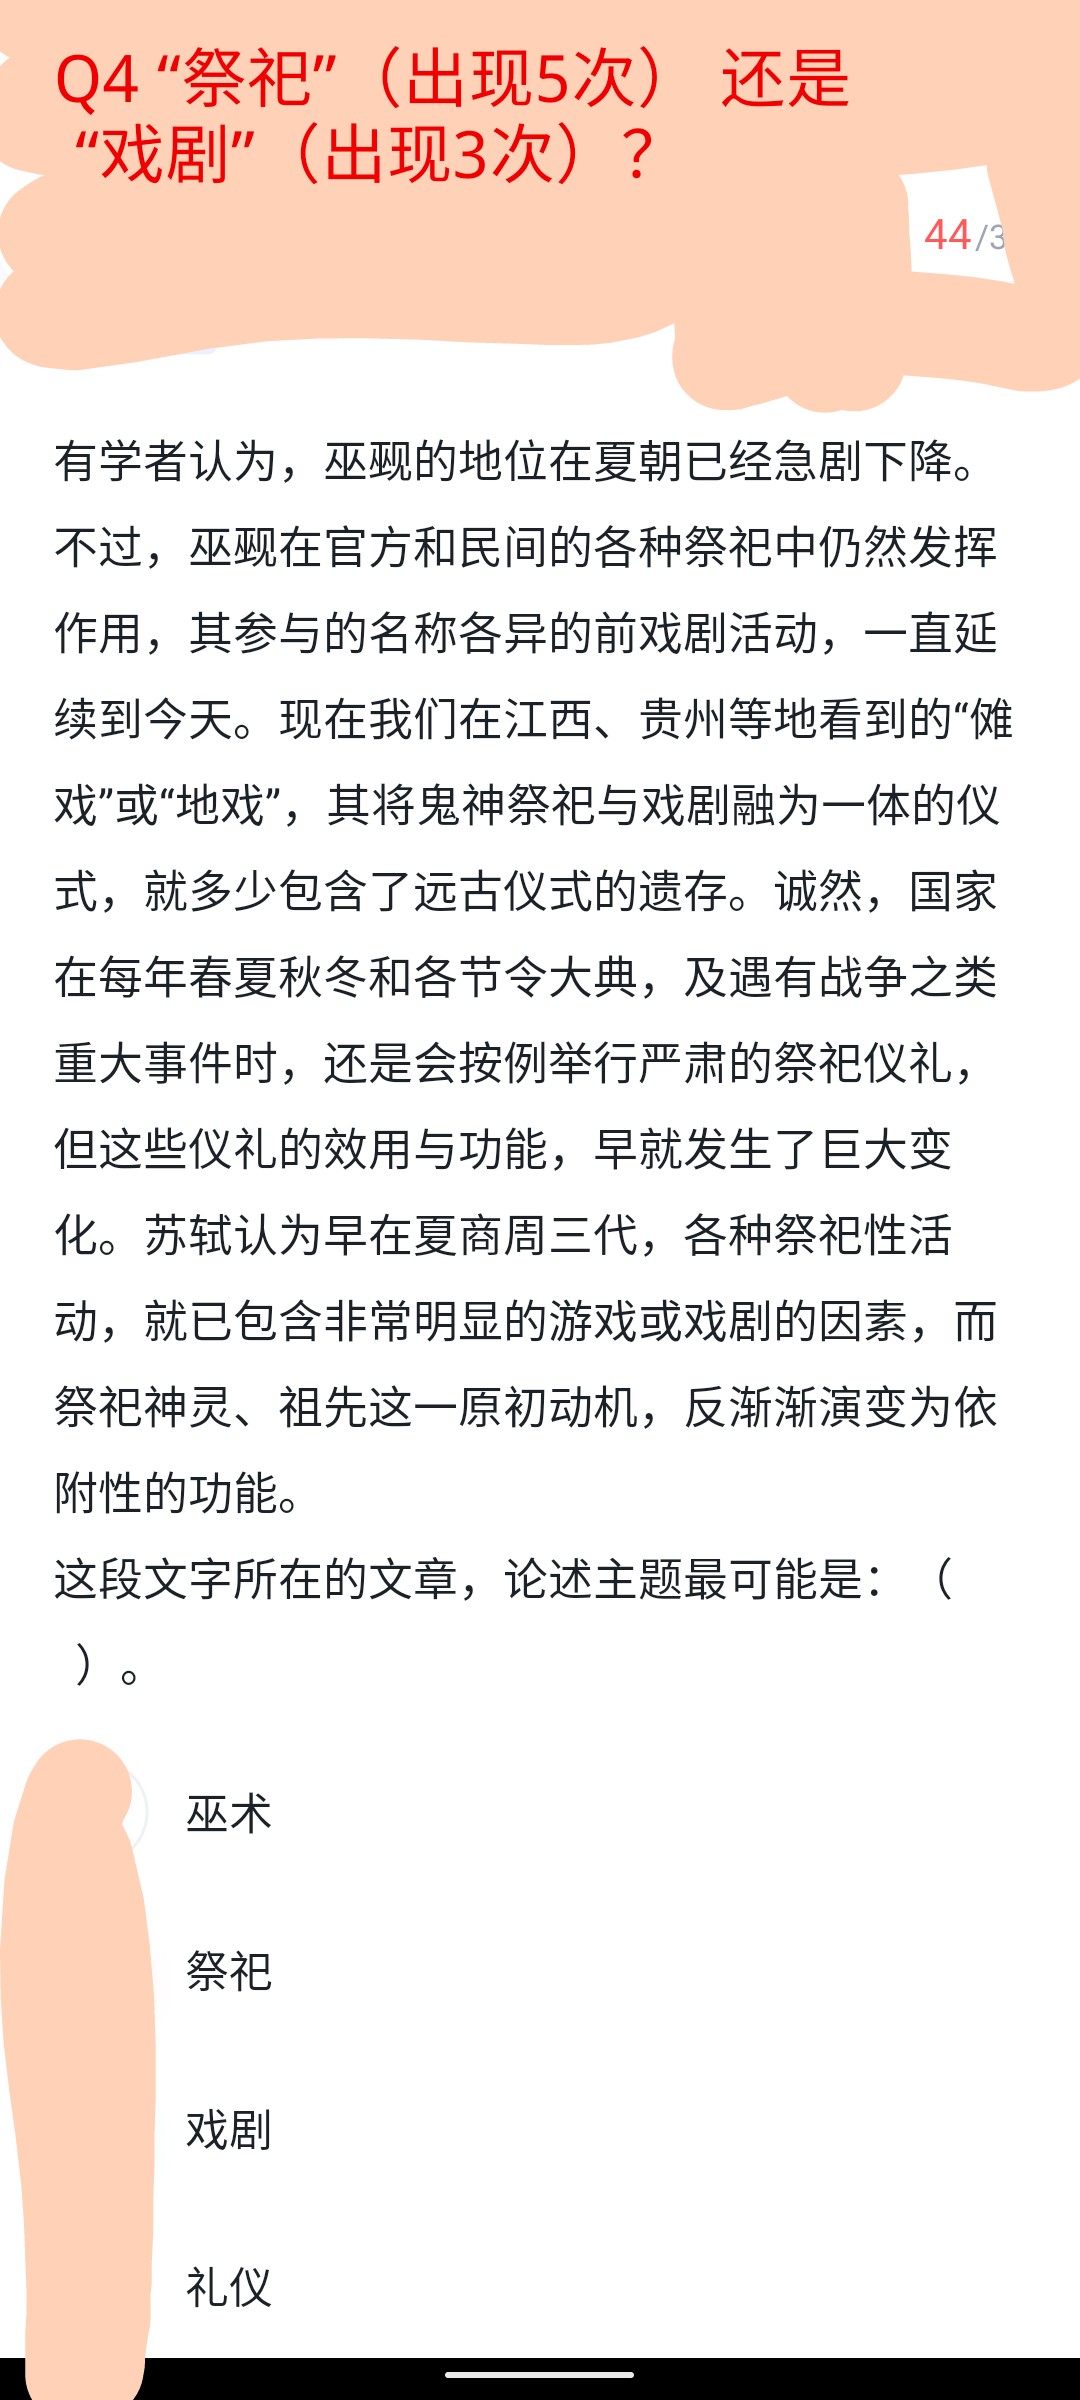 Q4 “祭祀”（出现5次） 还是
“戏剧”（出现3次）？
44/3
有学者认为，巫觋的地位在夏朝已经急剧下降。
不过，巫觋在官方和民间的各种祭祀中仍然发挥
作用，其参与的名称各异的前戏剧活动，一直延
续到今天。现在我们在江西、贵州等地看到的“傩
戏”或“地戏”，其将鬼神祭祀与戏剧融为一体的仪
式，就多少包含了远古仪式的遗存。诚然，国家
在每年春夏秋冬和各节令大典，及遇有战争之类
重大事件时，还是会按例举行严肃的祭祀仪礼，
但这些仪礼的效用与功能，早就发生了巨大变
化。苏轼认为早在夏商周三代，各种祭祀性活
动，就已包含非常明显的游戏或戏剧的因素，而
祭祀神灵、祖先这一原初动机，反渐渐演变为依
附性的功能。
这段文字所在的文章，论述主题最可能是：（
）。
巫术
祭祀
戏剧
礼仪